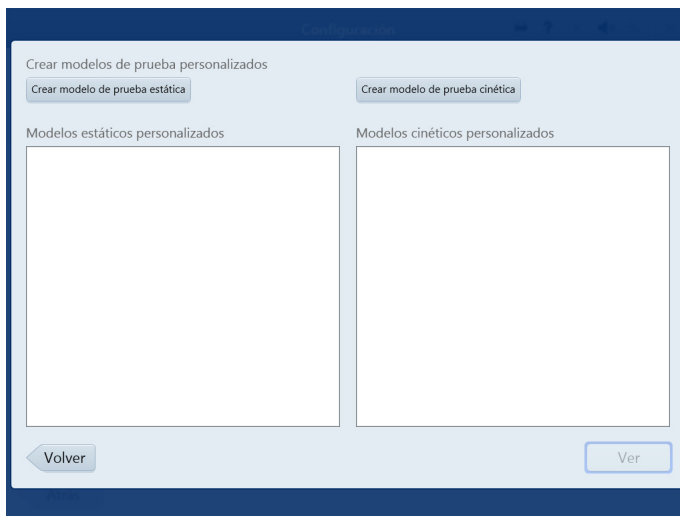 Configuración
Crear modelos de prueba personalizados
Crear modelo de prueba estática
Crear modelo de prueba cinética
Modelos estáticos personalizados
Modelos cinéticos personalizados
Volver
Ver